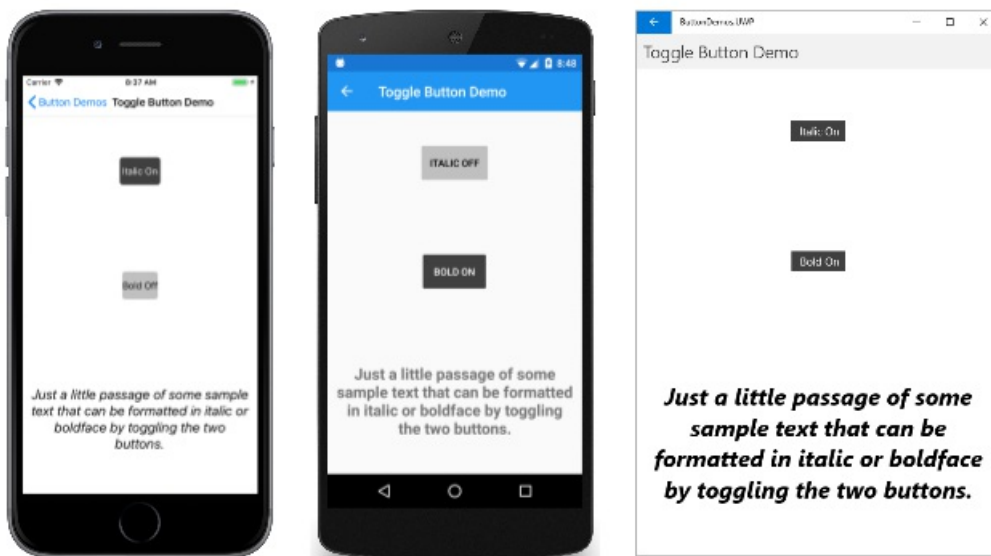 Carrier 8:37 AM
Button Demos Toggle Button Demo
Italic On
Bold Off
Just a little passage of some sample
text that can be formatted in italic or
boldface by toggling the two
buttons.
8:48
Toggle Button Demo
ITALIC OFF
BOLD ON
Just a little passage of some
sample text that can be formatted
in italic or boldface by toggling
the two buttons.
ButtonDemos.UWP
Toggle Button Demo
Italic On
Bold On
Just a little passage of some
sample text that can be
formatted in italic or boldface
by toggling the two buttons.